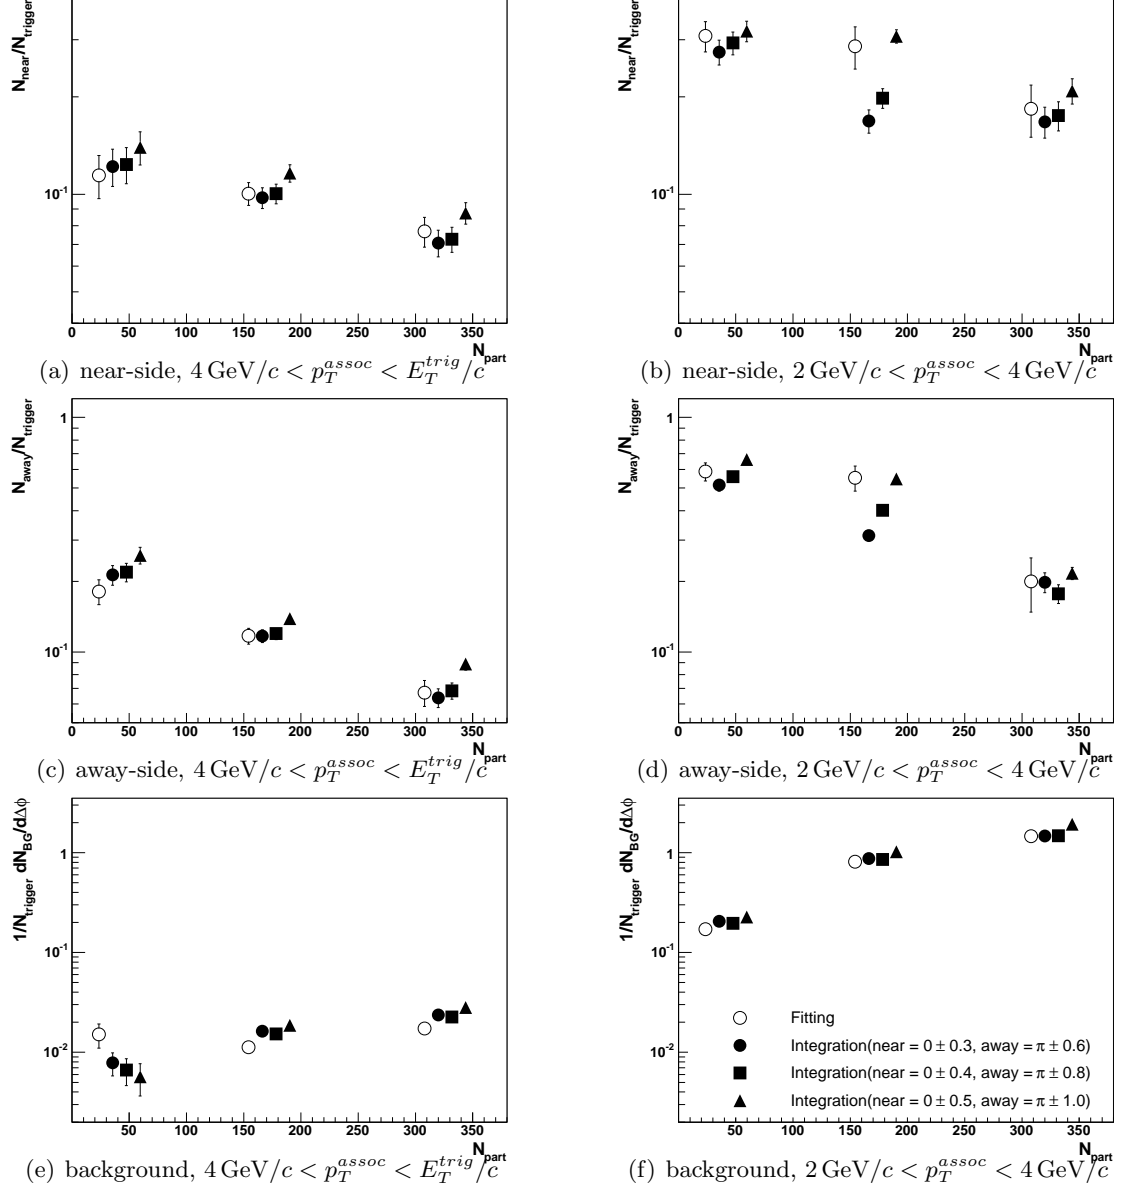 N_near/N_trigger
10^-1
0 50 100 150 200 250 300 350
N_part
(a) near-side, 4 GeV/c < p_T^assoc < E_T^trig/c
N_near/N_trigger
10^-1
0 50 100 150 200 250 300 350
N_part
(b) near-side, 2 GeV/c < p_T^assoc < 4 GeV/c
N_away/N_trigger
1
10^-1
0 50 100 150 200 250 300 350
N_part
(c) away-side, 4 GeV/c < p_T^assoc < E_T^trig/c
N_away/N_trigger
1
10^-1
0 50 100 150 200 250 300 350
N_part
(d) away-side, 2 GeV/c < p_T^assoc < 4 GeV/c
1/N_trigger dN_BG/dΔϕ
1
10^-1
10^-2
50 100 150 200 250 300 350
N_part
(e) background, 4 GeV/c < p_T^assoc < E_T^trig/c
1/N_trigger dN_BG/dΔϕ
1
10^-1
10^-2
Fitting
Integration(near = 0 ± 0.3, away = π ± 0.6)
Integration(near = 0 ± 0.4, away = π ± 0.8)
Integration(near = 0 ± 0.5, away = π ± 1.0)
50 100 150 200 250 300 350
N_part
(f) background, 2 GeV/c < p_T^assoc < 4 GeV/c